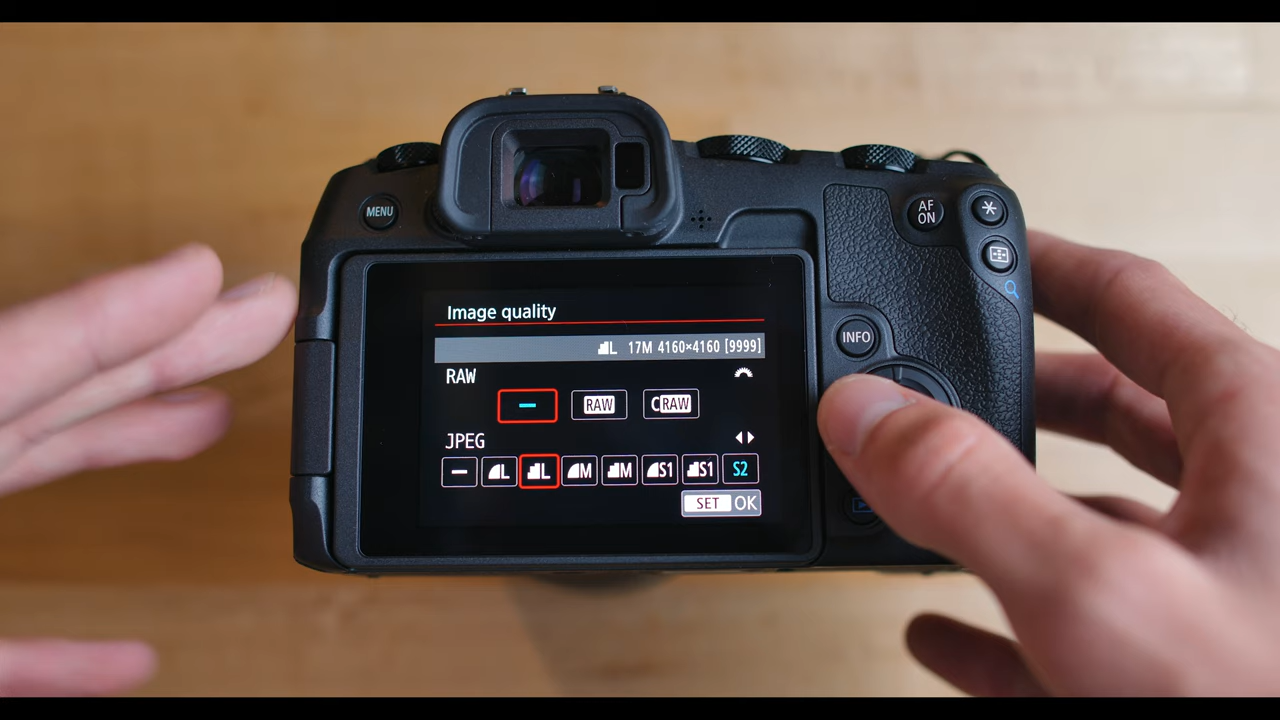 MENU
AF
ON
INFO
Image quality
L 17M 4160×4160 [9999]
RAW
— RAW CRAW
JPEG
— L L M M S1 S1 S2
SET OK